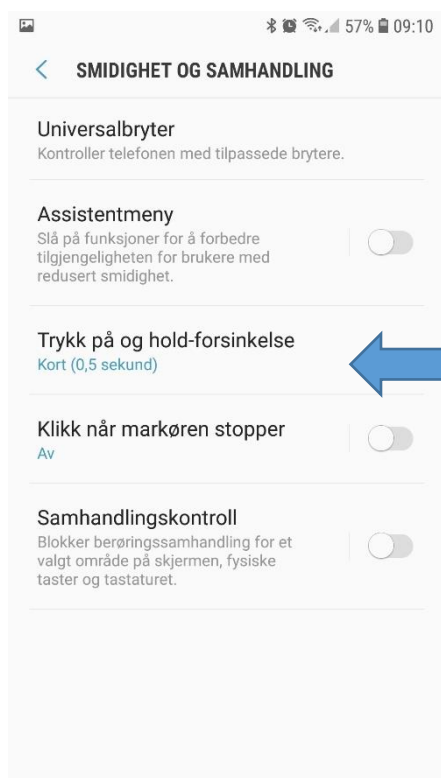 57% 09:10
SMIDIGHET OG SAMHANDLING
Universalbryter
Kontroller telefonen med tilpassede brytere.
Assistentmeny
Slå på funksjoner for å forbedre
tilgjengeligheten for brukere med
redusert smidighet.
Trykk på og hold-forsinkelse
Kort (0,5 sekund)
Klikk når markøren stopper
Av
Samhandlingskontroll
Blokker berøringssamhandling for et
valgt område på skjermen, fysiske
taster og tastaturet.